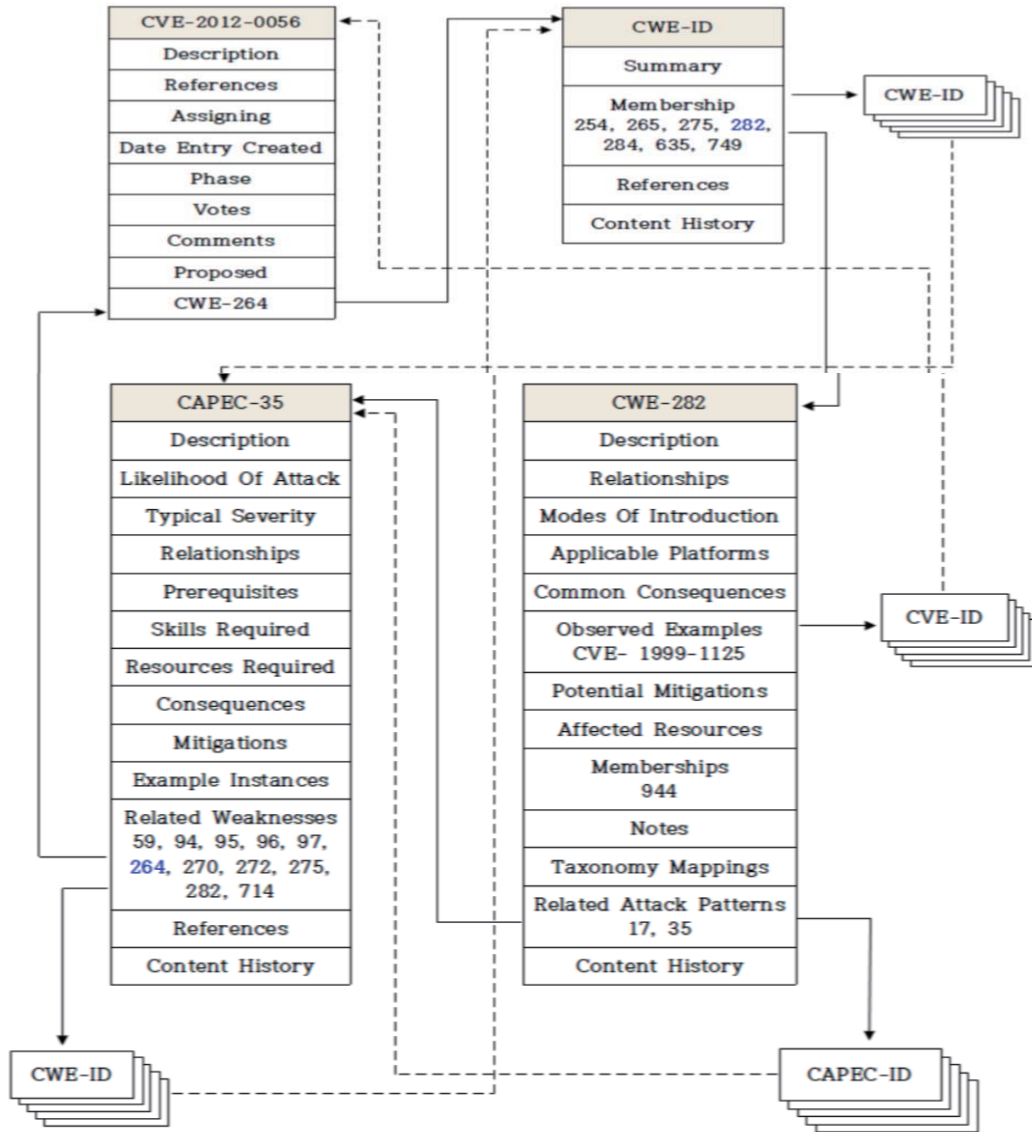 CVE-2012-0056
Description
References
Assigning
Date Entry Created
Phase
Votes
Comments
Proposed
CWE-264
CWE-ID
Summary
Membership
254, 265, 275, 282,
284, 635, 749
References
Content History
CWE-ID
CAPEC-35
Description
Likelihood Of Attack
Typical Severity
Relationships
Prerequisites
Skills Required
Resources Required
Consequences
Mitigations
Example Instances
Related Weaknesses
59, 94, 95, 96, 97,
264, 270, 272, 275,
282, 714
References
Content History
CWE-282
Description
Relationships
Modes Of Introduction
Applicable Platforms
Common Consequences
Observed Examples
CVE- 1999-1125
Potential Mitigations
Affected Resources
Memberships
944
Notes
Taxonomy Mappings
Related Attack Patterns
17, 35
Content History
CVE-ID
CWE-ID
CAPEC-ID